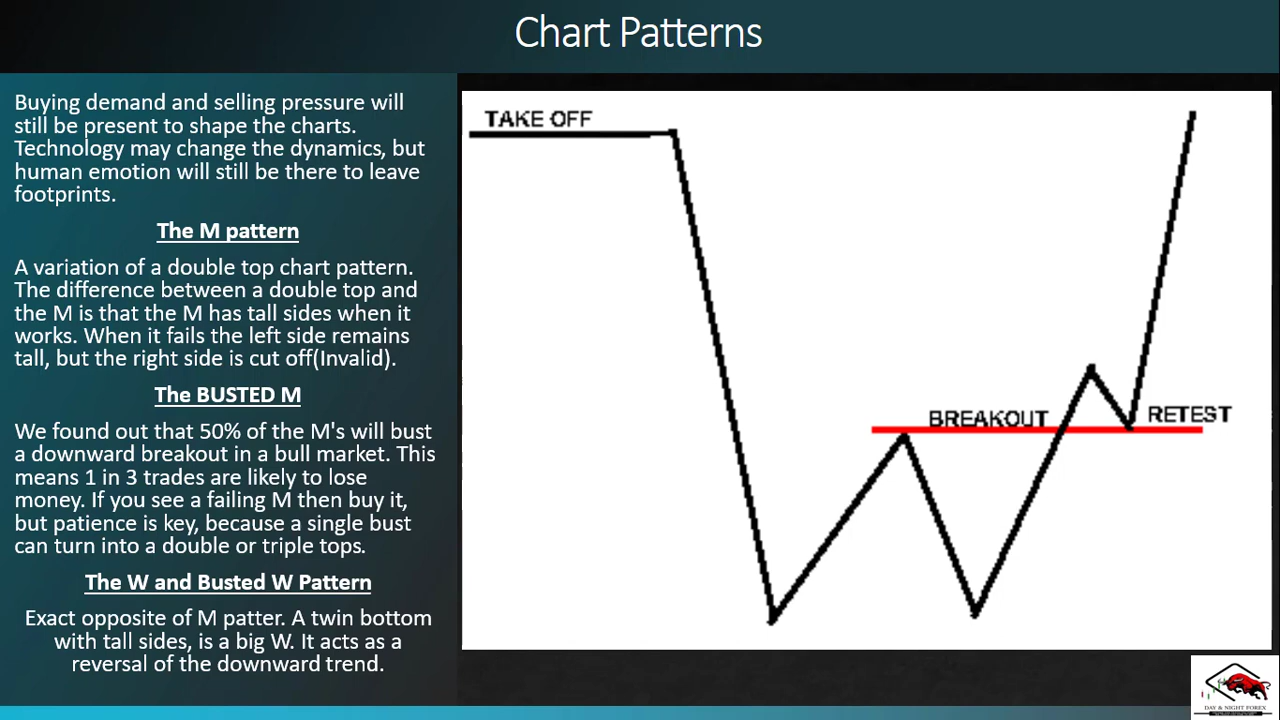 Chart Patterns
Buying demand and selling pressure will
still be present to shape the charts.
Technology may change the dynamics, but
human emotion will still be there to leave
footprints.
The M pattern
A variation of a double top chart pattern.
The difference between a double top and
the M is that the M has tall sides when it
works. When it fails the left side remains
tall, but the right side is cut off(Invalid).
The BUSTED M
We found out that 50% of the M's will bust
a downward breakout in a bull market. This
means 1 in 3 trades are likely to lose
money. If you see a failing M then buy it,
but patience is key, because a single bust
can turn into a double or triple tops.
The W and Busted W Pattern
Exact opposite of M patter. A twin bottom
with tall sides, is a big W. It acts as a
reversal of the downward trend.
TAKE OFF
BREAKOUT
RETEST
DAY & NIGHT FOREX